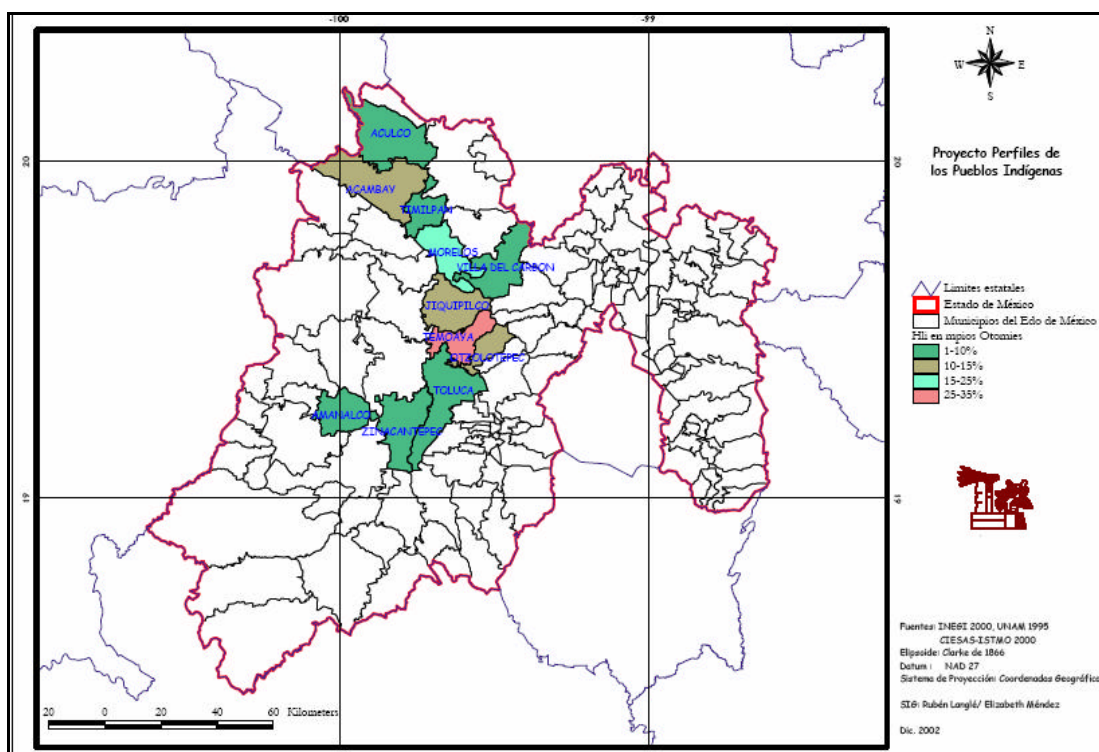 -100 -99
20 20
19 19
ACULCO
ACAMBAY
TIMILPAN
MORELOS
VILLA DEL CARBON
JIQUIPILCO
TEMOAYA
OTZOLOTEPEC
TOLUCA
AMANALCO
ZINACANTEPEC
20 0 20 40 60 Kilometers
N
W E
S
Proyecto Perfiles de
los Pueblos Indígenas
Limites estatales
Estado de México
Municipios del Edo de México
Hli en mpios Otomies
1-10%
10-15%
15-25%
25-35%
Fuentes: INEGI 2000, UNAM 1995
CIESAS-ISTMO 2000
Elipsoide: Clarke de 1866
Datum : NAD 27
Sistema de Proyección: Coordenadas Geográfica
SIG: Rubén Langlé/ Elizabeth Méndez
Dic. 2002